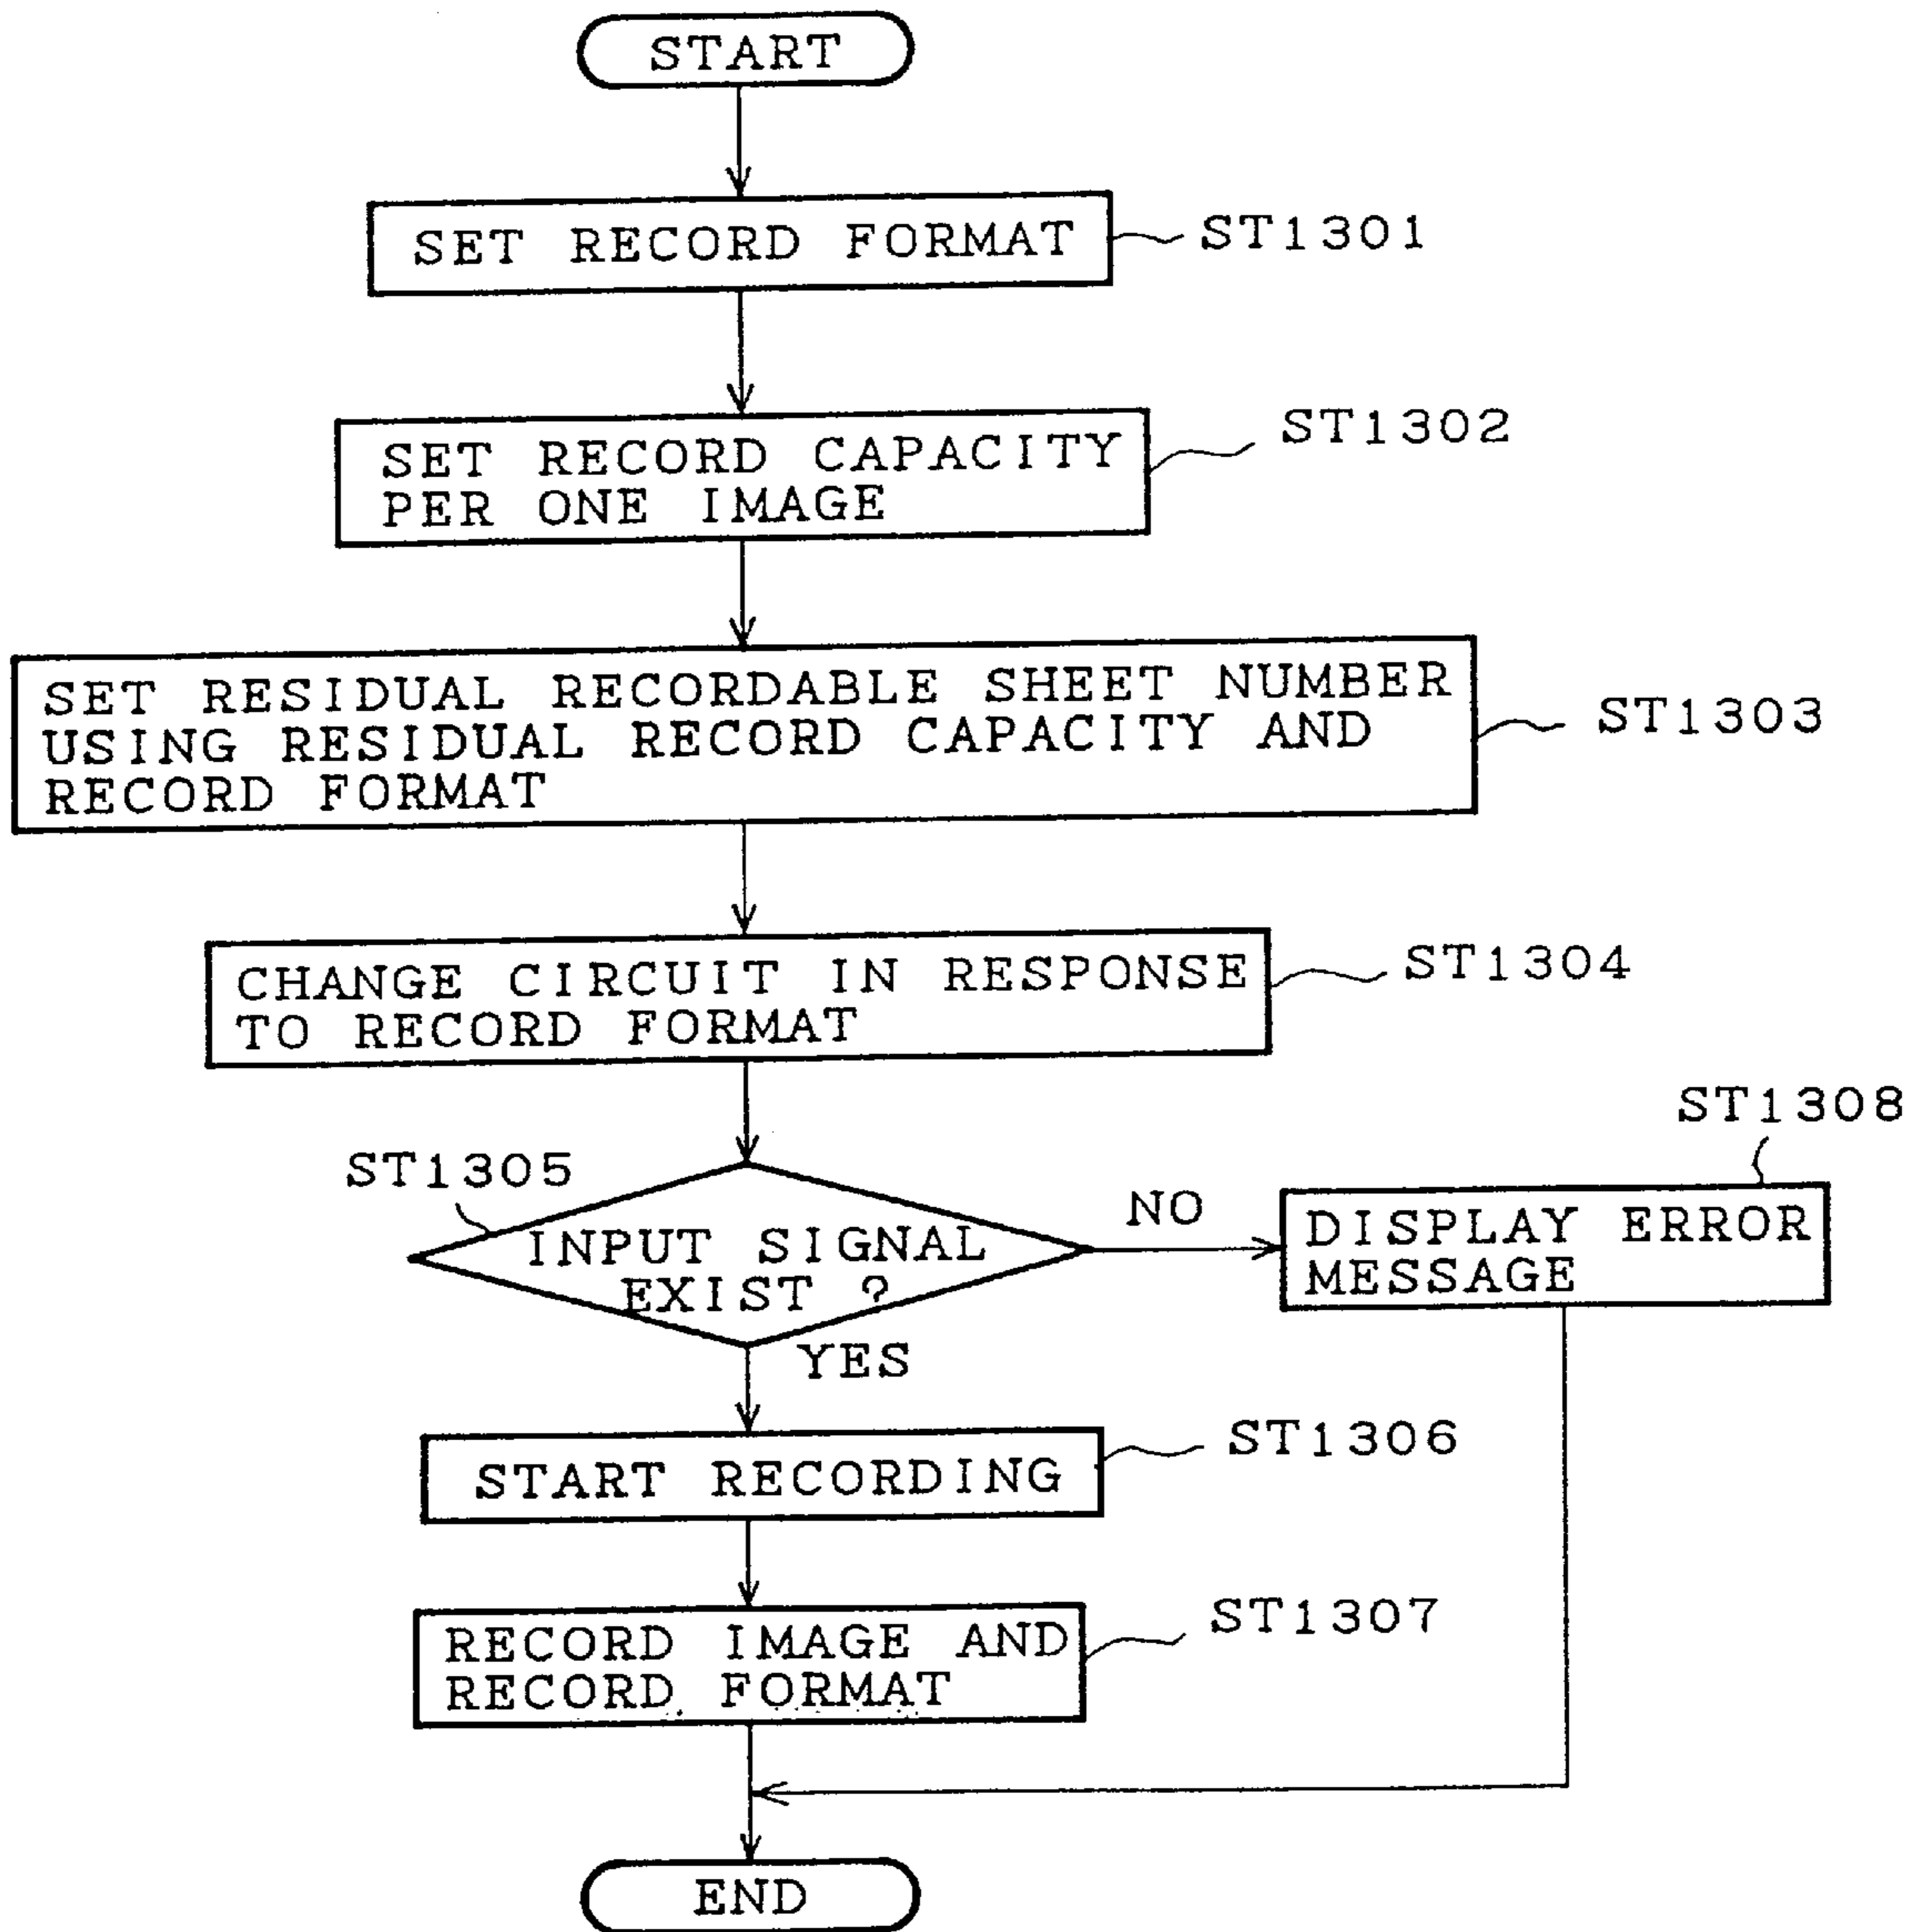 START
SET RECORD FORMAT
ST1301
SET RECORD CAPACITY
PER ONE IMAGE
ST1302
SET RESIDUAL RECORDABLE SHEET NUMBER
USING RESIDUAL RECORD CAPACITY AND
RECORD FORMAT
ST1303
CHANGE CIRCUIT IN RESPONSE
TO RECORD FORMAT
ST1304
ST1305
INPUT SIGNAL
EXIST ?
NO
YES
ST1308
DISPLAY ERROR
MESSAGE
START RECORDING
ST1306
RECORD IMAGE AND
RECORD FORMAT
ST1307
END